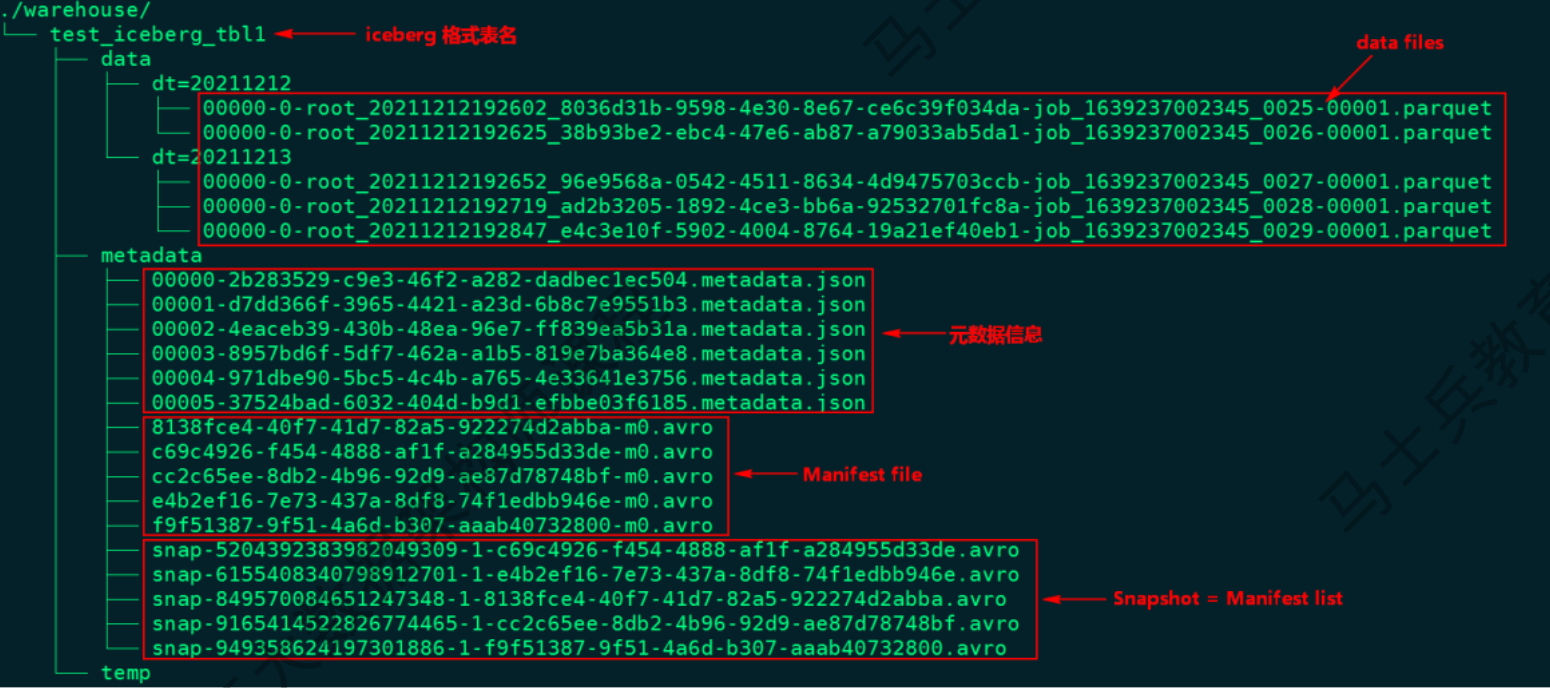 ./warehouse/
test_iceberg_tbl1 iceberg 格式表名
data
data files
dt=20211212
00000-0-root_20211212192602_8036d31b-9598-4e30-8e67-ce6c39f034da-job_1639237002345_0025-00001.parquet
00000-0-root_20211212192625_38b93be2-ebc4-47e6-ab87-a79033ab5da1-job_1639237002345_0026-00001.parquet
dt=20211213
00000-0-root_20211212192652_96e9568a-0542-4511-8634-4d9475703ccb-job_1639237002345_0027-00001.parquet
00000-0-root_20211212192719_ad2b3205-1892-4ce3-bb6a-92532701fc8a-job_1639237002345_0028-00001.parquet
00000-0-root_20211212192847_e4c3e10f-5902-4004-8764-19a21ef40eb1-job_1639237002345_0029-00001.parquet
metadata
00000-2b283529-c9e3-46f2-a282-dadbec1ec504.metadata.json
00001-d7dd366f-3965-4421-a23d-6b8c7e9551b3.metadata.json
00002-4eaceb39-430b-48ea-96e7-ff839ea5b31a.metadata.json 元数据信息
00003-8957bd6f-5df7-462a-a1b5-819e7ba364e8.metadata.json
00004-971dbe90-5bc5-4c4b-a765-4e33641e3756.metadata.json
00005-37524bad-6032-404d-b9d1-efbbe03f6185.metadata.json
8138fce4-40f7-41d7-82a5-922274d2abba-m0.avro
c69c4926-f454-4888-af1f-a284955d33de-m0.avro
cc2c65ee-8db2-4b96-92d9-ae87d78748bf-m0.avro Manifest file
e4b2ef16-7e73-437a-8df8-74f1edbb946e-m0.avro
f9f51387-9f51-4a6d-b307-aaab40732800-m0.avro
snap-5204392383982049309-1-c69c4926-f454-4888-af1f-a284955d33de.avro
snap-6155408340798912701-1-e4b2ef16-7e73-437a-8df8-74f1edbb946e.avro
snap-849570084651247348-1-8138fce4-40f7-41d7-82a5-922274d2abba.avro Snapshot = Manifest list
snap-9165414522826774465-1-cc2c65ee-8db2-4b96-92d9-ae87d78748bf.avro
snap-949358624197301886-1-f9f51387-9f51-4a6d-b307-aaab40732800.avro
temp
马士
马士兵教育